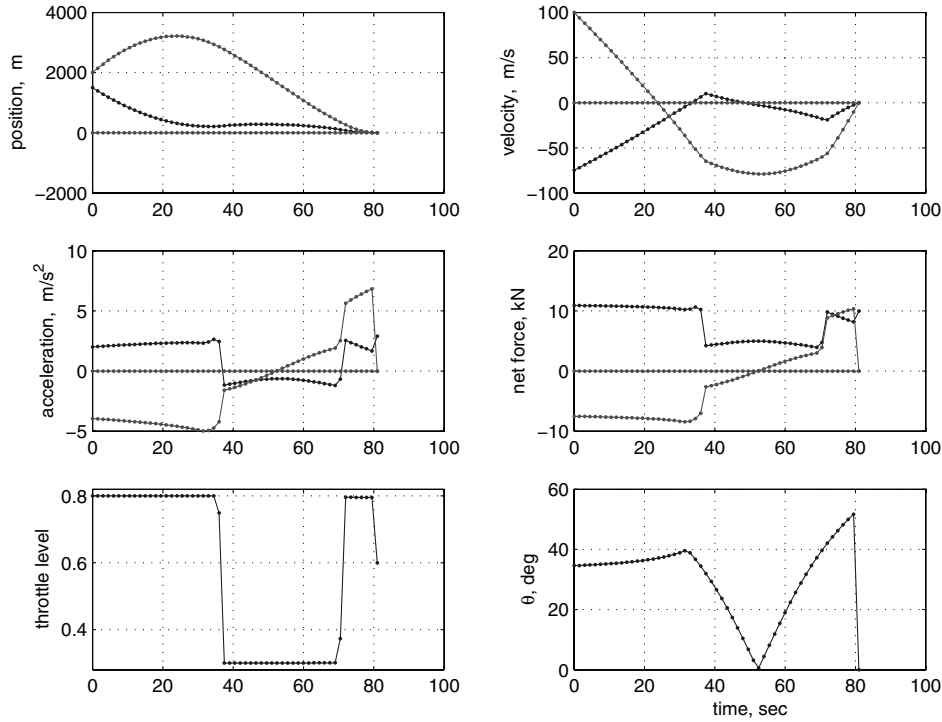 position, m
4000
2000
0
−2000
0 20 40 60 80 100
velocity, m/s
100
50
0
−50
−100
0 20 40 60 80 100
acceleration, m/s²
10
5
0
−5
0 20 40 60 80 100
net force, kN
20
10
0
−10
0 20 40 60 80 100
throttle level
0.8
0.6
0.4
0 20 40 60 80 100
θ, deg
60
40
20
0
0 20 40 60 80 100
time, sec